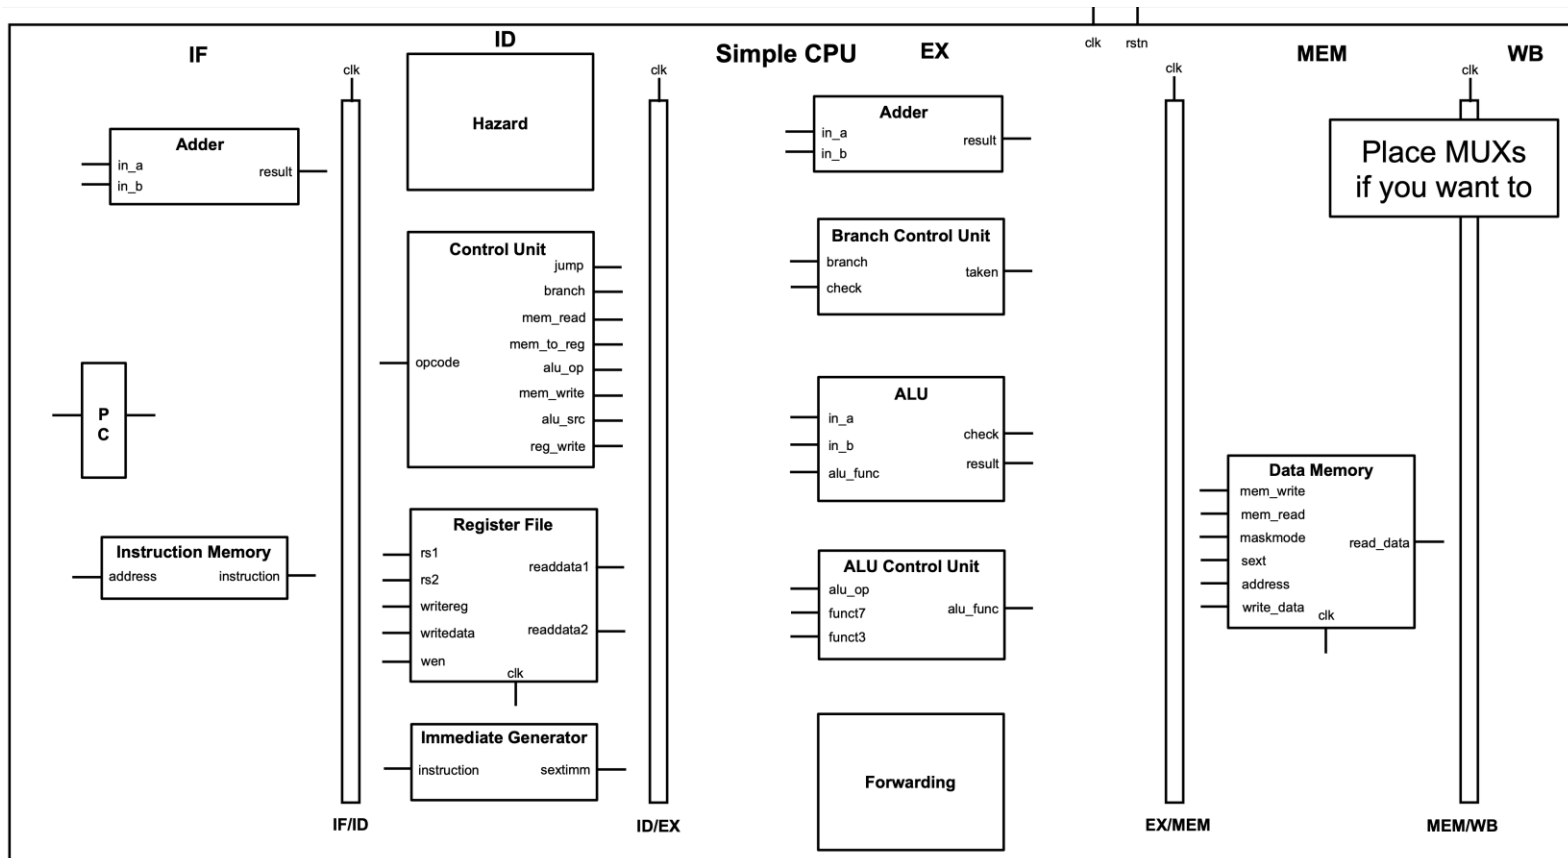 Simple CPU
clk
rstn
IF
ID
EX
MEM
WB
Adder
in_a
in_b
result
P
C
Instruction Memory
address
instruction
clk
IF/ID
Hazard
Control Unit
opcode
jump
branch
mem_read
mem_to_reg
alu_op
mem_write
alu_src
reg_write
Register File
rs1
rs2
writereg
writedata
wen
readdata1
readdata2
clk
Immediate Generator
instruction
sextimm
clk
ID/EX
Adder
in_a
in_b
result
Branch Control Unit
branch
check
taken
ALU
in_a
in_b
alu_func
check
result
ALU Control Unit
alu_op
funct7
funct3
alu_func
Forwarding
clk
EX/MEM
Data Memory
mem_write
mem_read
maskmode
sext
address
write_data
read_data
clk
clk
Place MUXs
if you want to
MEM/WB